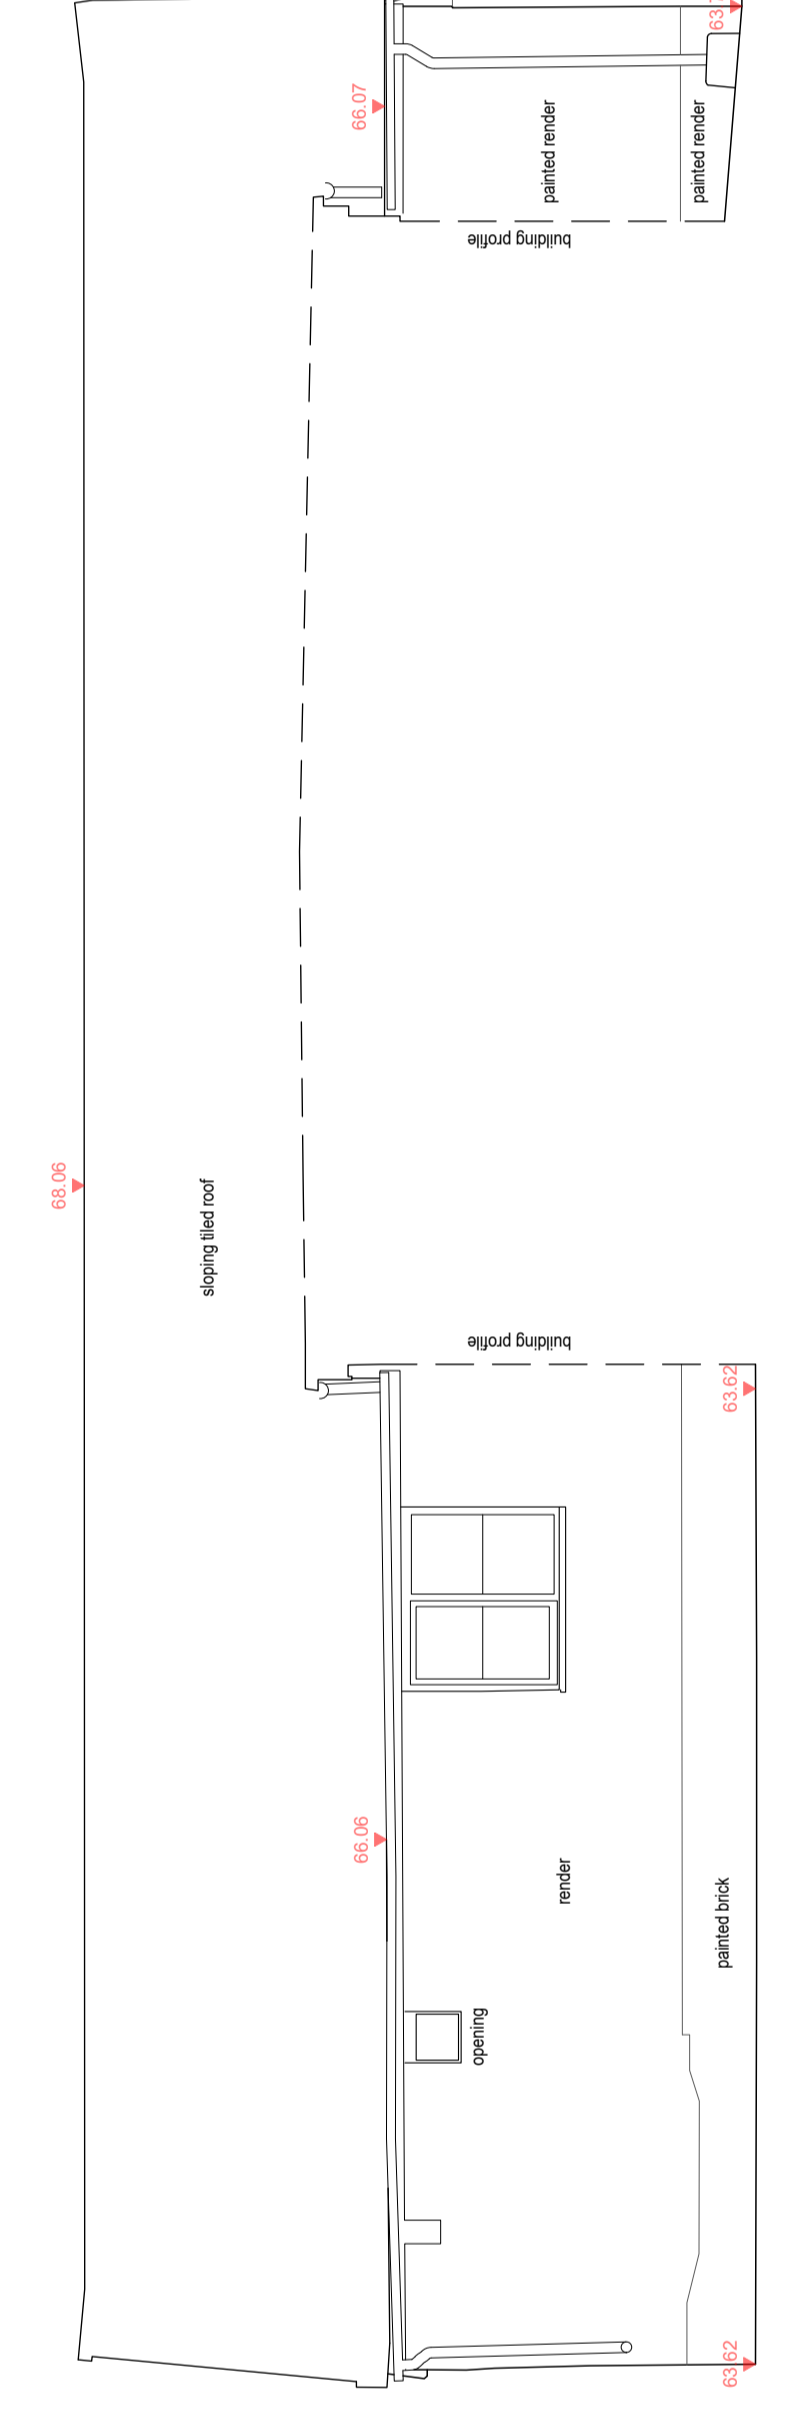 68.06
sloping tiled roof
66.06
66.07
opening
render
painted brick
63.62
63.62
building profile
building profile
painted render
painted render